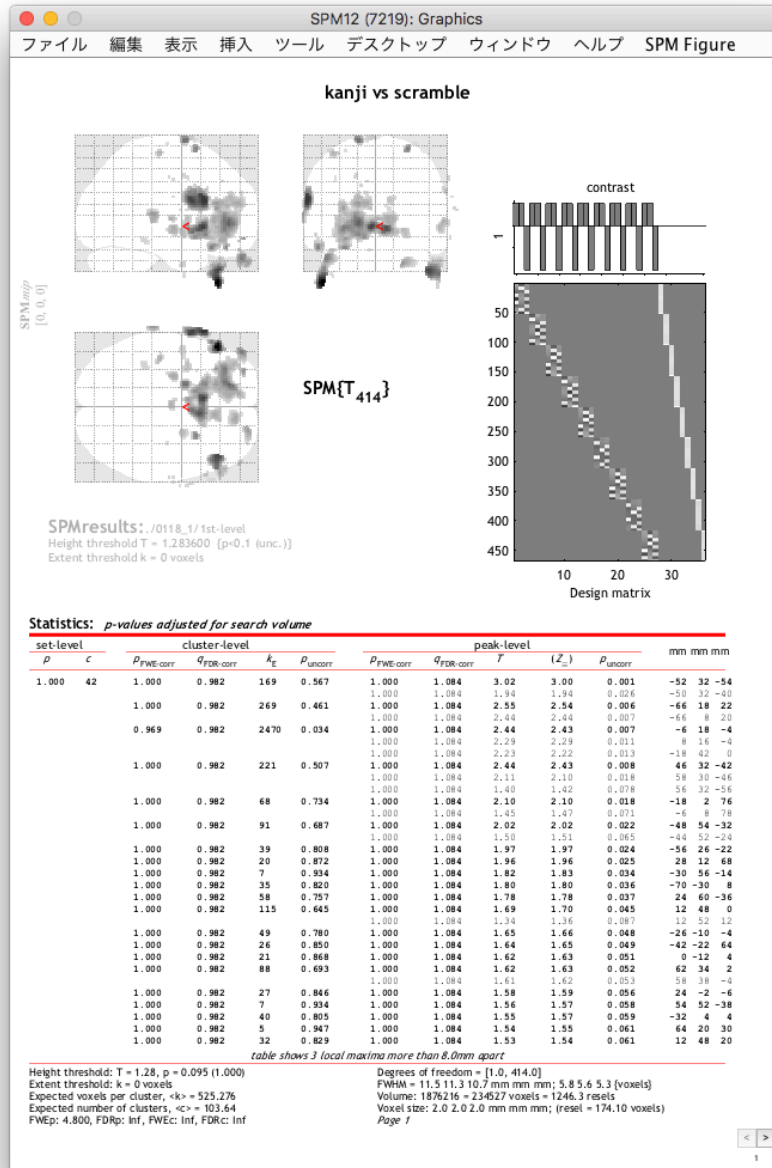 SPM12 (7219): Graphics
ファイル 編集 表示 挿入 ツール デスクトップ ウィンドウ ヘルプ SPM Figure
kanji vs scramble
contrast
1
SPMmip
[0, 0, 0]
SPM{T414}
50
100
150
200
250
300
350
400
450
10 20 30
Design matrix
SPMresults: ./0118_1/1st-level
Height threshold T = 1.283600 {p<0.1 (unc.)}
Extent threshold k = 0 voxels
Statistics: p-values adjusted for search volume
set-level cluster-level peak-level mm mm mm
p c pFWE-corr qFDR-corr kE puncorr pFWE-corr qFDR-corr T (Z≡) puncorr
1.000 42 1.000 0.982 169 0.567 1.000 1.084 3.02 3.00 0.001 -52 32 -54
1.000 1.084 1.94 1.94 0.026 -50 32 -40
1.000 0.982 269 0.461 1.000 1.084 2.55 2.54 0.006 -66 18 22
1.000 1.084 2.44 2.44 0.007 -66 8 20
0.969 0.982 2470 0.034 1.000 1.084 2.44 2.43 0.007 -6 18 -4
1.000 1.084 2.29 2.29 0.011 8 16 -4
1.000 1.084 2.23 2.22 0.013 -18 42 0
1.000 0.982 221 0.507 1.000 1.084 2.44 2.43 0.008 46 32 -42
1.000 1.084 2.11 2.10 0.018 58 30 -46
1.000 1.084 1.40 1.42 0.078 56 32 -56
1.000 0.982 68 0.734 1.000 1.084 2.10 2.10 0.018 -18 2 76
1.000 1.084 1.45 1.47 0.071 -6 8 78
1.000 0.982 91 0.687 1.000 1.084 2.02 2.02 0.022 -48 54 -32
1.000 1.084 1.50 1.51 0.065 -44 52 -24
1.000 0.982 39 0.808 1.000 1.084 1.97 1.97 0.024 -56 26 -22
1.000 0.982 20 0.872 1.000 1.084 1.96 1.96 0.025 28 12 68
1.000 0.982 7 0.934 1.000 1.084 1.82 1.83 0.034 -30 56 -14
1.000 0.982 35 0.820 1.000 1.084 1.80 1.80 0.036 -70 -30 8
1.000 0.982 58 0.757 1.000 1.084 1.78 1.78 0.037 24 60 -36
1.000 0.982 115 0.645 1.000 1.084 1.69 1.70 0.045 12 48 0
1.000 1.084 1.34 1.36 0.087 12 52 12
1.000 0.982 49 0.780 1.000 1.084 1.65 1.66 0.048 -26 -10 -4
1.000 0.982 26 0.850 1.000 1.084 1.64 1.65 0.049 -42 -22 64
1.000 0.982 21 0.868 1.000 1.084 1.62 1.63 0.051 0 -12 4
1.000 0.982 88 0.693 1.000 1.084 1.62 1.63 0.052 62 34 2
1.000 1.084 1.61 1.62 0.053 58 38 -4
1.000 0.982 27 0.846 1.000 1.084 1.58 1.59 0.056 24 -2 -6
1.000 0.982 7 0.934 1.000 1.084 1.56 1.57 0.058 54 52 -38
1.000 0.982 40 0.805 1.000 1.084 1.55 1.57 0.059 -32 4 4
1.000 0.982 5 0.947 1.000 1.084 1.54 1.55 0.061 64 20 30
1.000 0.982 32 0.829 1.000 1.084 1.53 1.54 0.061 12 48 20
table shows 3 local maxima more than 8.0mm apart
Height threshold: T = 1.28, p = 0.095 (1.000)
Extent threshold: k = 0 voxels
Expected voxels per cluster, <k> = 525.276
Expected number of clusters, <c> = 103.64
FWEp: 4.800, FDRp: Inf, FWEc: Inf, FDRc: Inf
Degrees of freedom = [1.0, 414.0]
FWHM = 11.5 11.3 10.7 mm mm mm; 5.8 5.6 5.3 {voxels}
Volume: 1876216 = 234527 voxels = 1246.3 resels
Voxel size: 2.0 2.0 2.0 mm mm mm; (resel = 174.10 voxels)
Page 1
< >
1